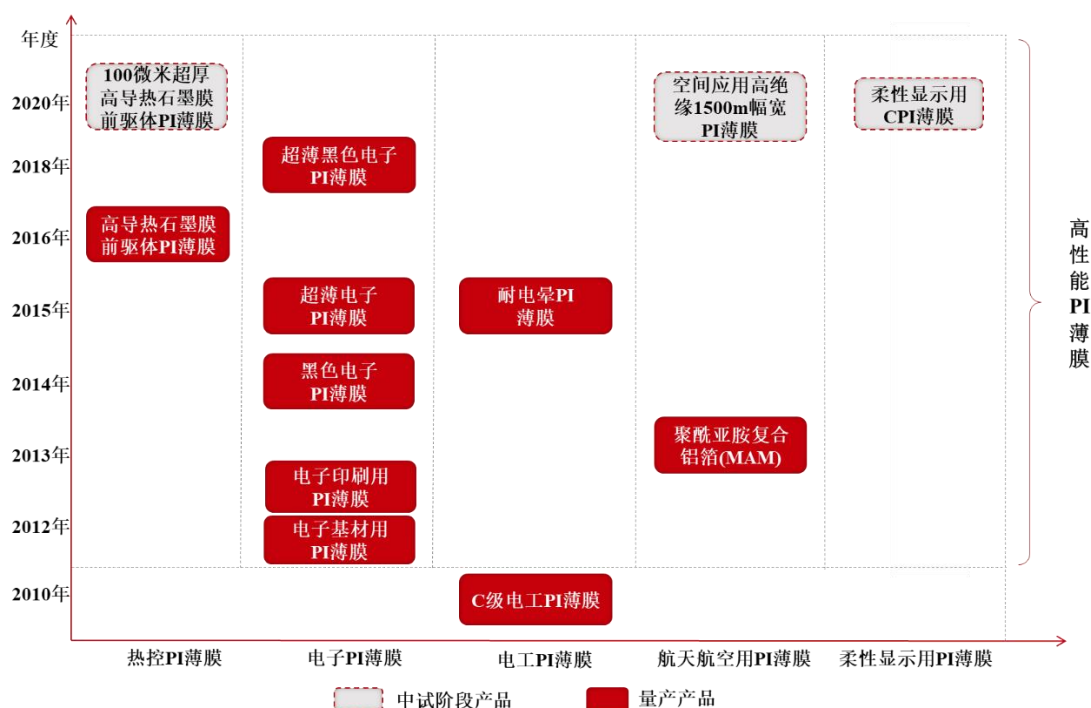 年度
100微米超厚
高导热石墨膜
前驱体PI薄膜
空间应用高绝
缘1500m幅宽
PI薄膜
柔性显示用
CPI薄膜
2020年
超薄黑色电子
PI薄膜
2018年
高导热石墨膜
前驱体PI薄膜
2016年
超薄电子
PI薄膜
耐电晕PI
薄膜
2015年
黑色电子
PI薄膜
2014年
聚酰亚胺复合
铝箔(MAM)
2013年
电子印刷用
PI薄膜
电子基材用
PI薄膜
2012年
C级电工PI薄膜
2010年
高
性
能
PI
薄
膜
热控PI薄膜
电子PI薄膜
电工PI薄膜
航天航空用PI薄膜
柔性显示用PI薄膜
中试阶段产品
量产产品